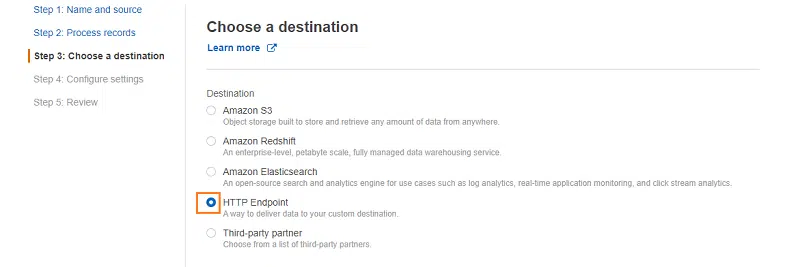 Step 1: Name and source
Step 2: Process records
Step 3: Choose a destination
Step 4: Configure settings
Step 5: Review
Choose a destination
Learn more
Destination
Amazon S3
Object storage built to store and retrieve any amount of data from anywhere.
Amazon Redshift
An enterprise-level, petabyte scale, fully managed data warehousing service.
Amazon Elasticsearch
An open-source search and analytics engine for use cases such as log analytics, real-time application monitoring, and click stream analytics.
HTTP Endpoint
A way to deliver data to your custom destination.
Third-party partner
Choose from a list of third-party partners.